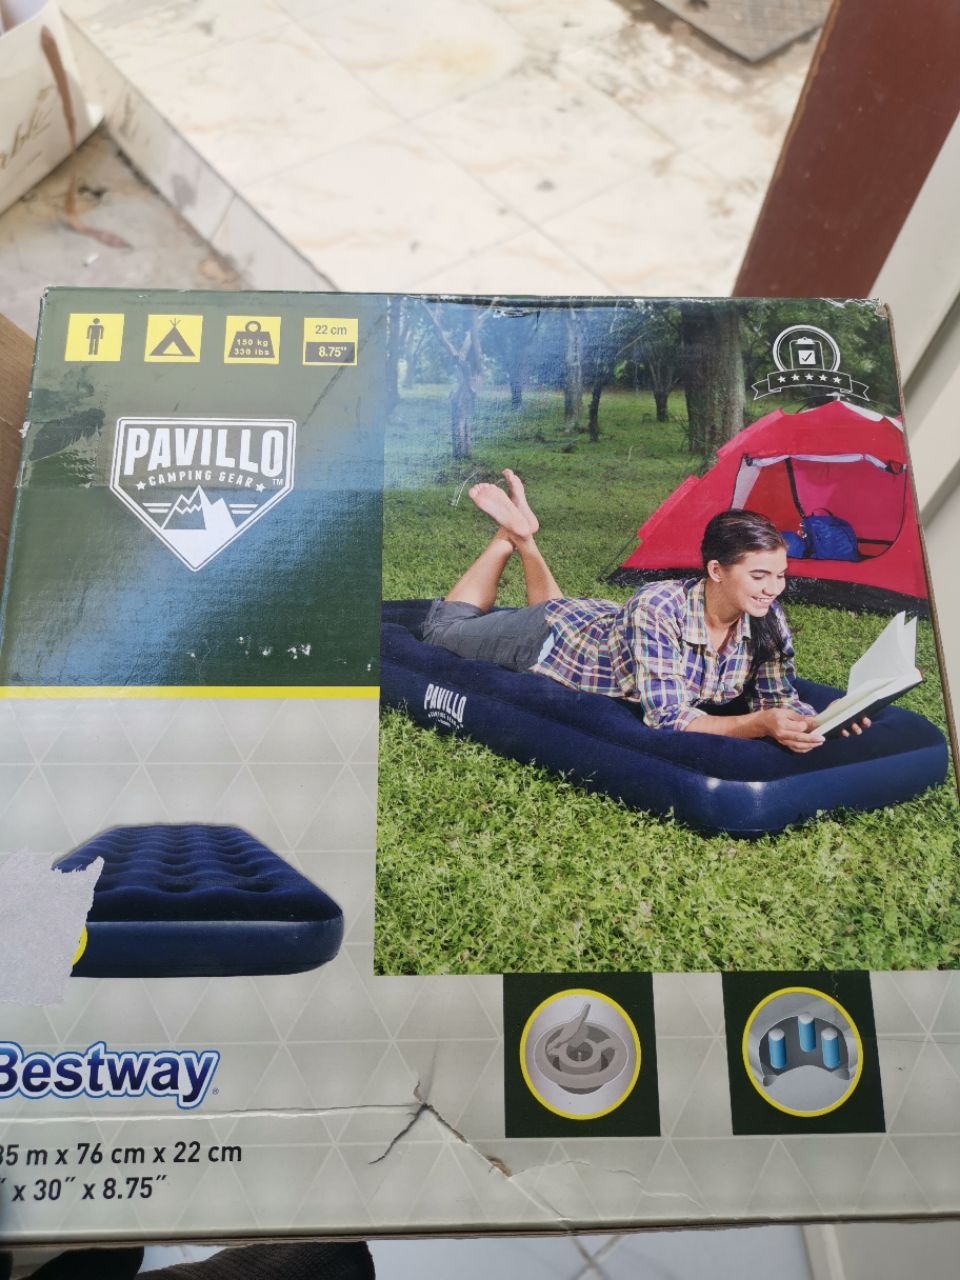 150 kg
330 lbs
22 cm
8.75"
PAVILLO
CAMPING GEAR
TM
PAVILLO
Bestway®
85 m x 76 cm x 22 cm
" x 30" x 8.75"